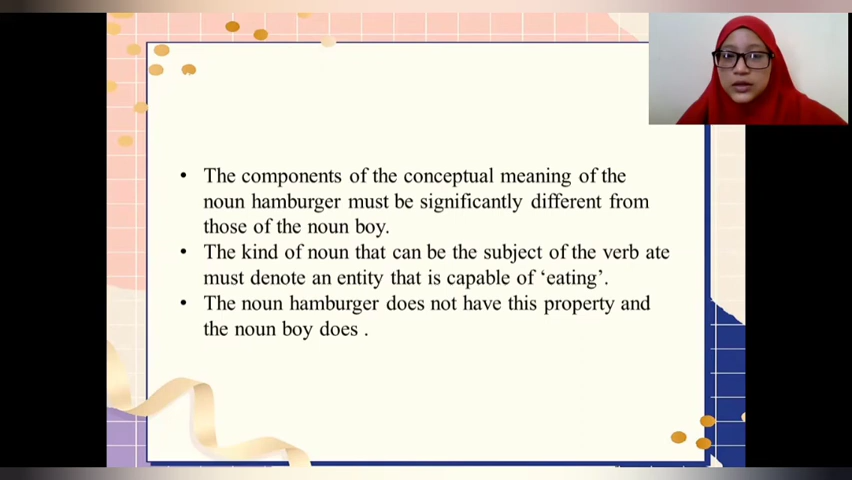 • The components of the conceptual meaning of the
noun hamburger must be significantly different from
those of the noun boy.
• The kind of noun that can be the subject of the verb ate
must denote an entity that is capable of ‘eating’.
• The noun hamburger does not have this property and
the noun boy does .